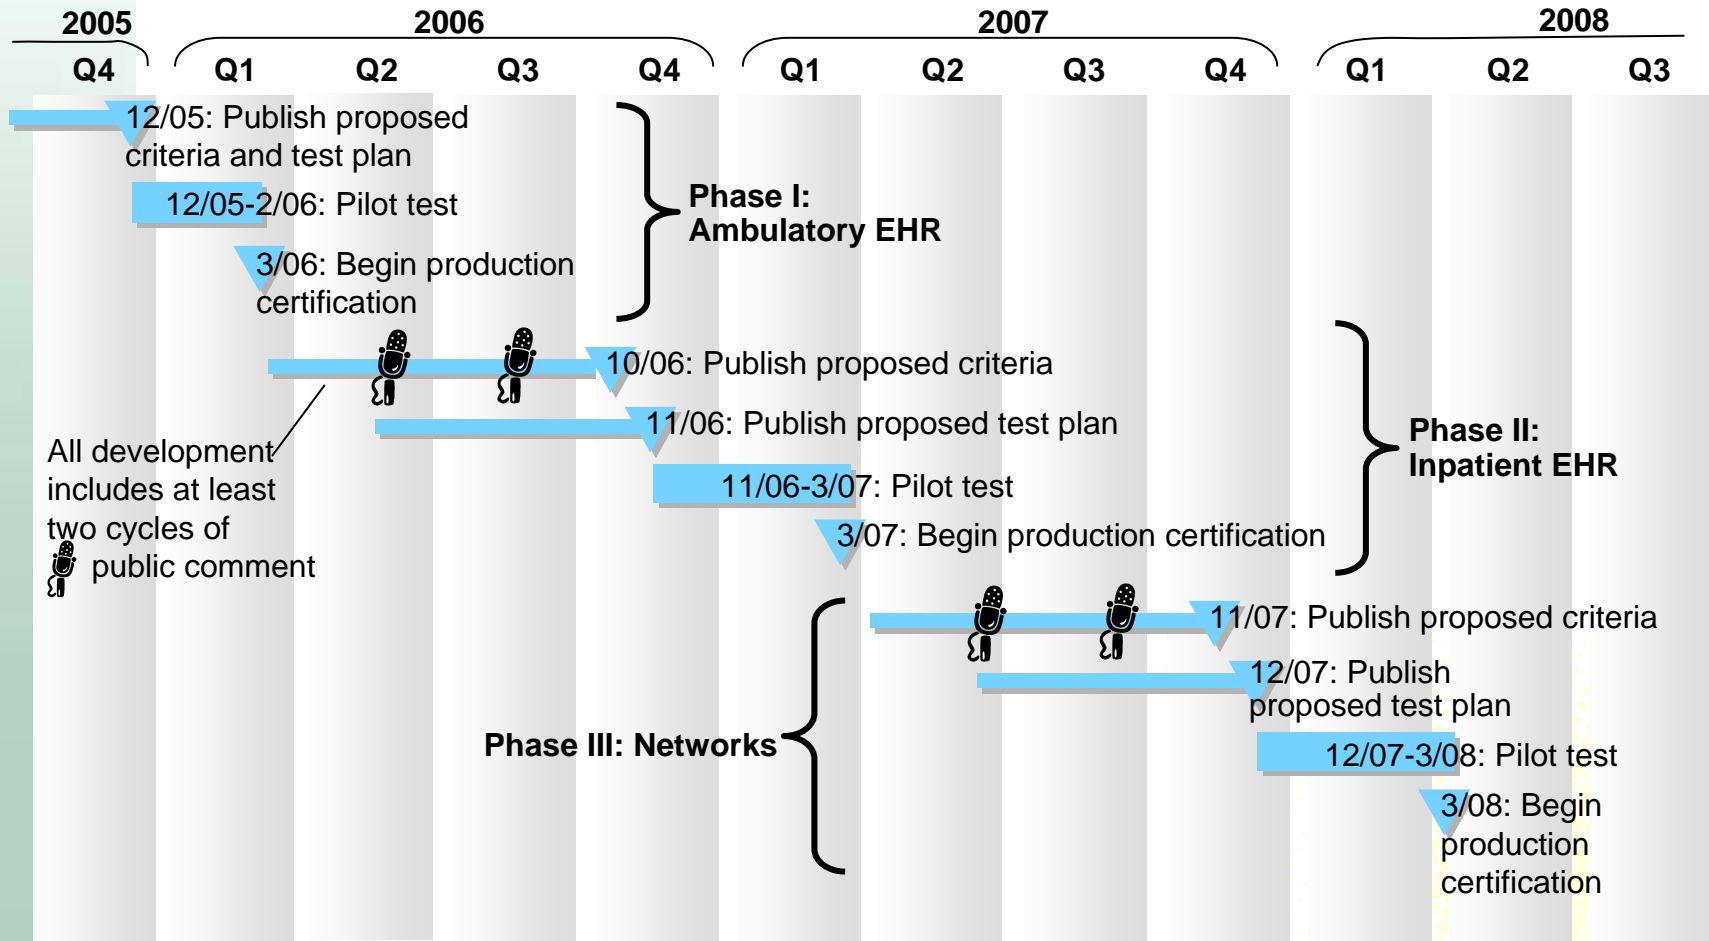 2005 2006 2007 2008
Q4 Q1 Q2 Q3 Q4 Q1 Q2 Q3 Q4 Q1 Q2 Q3
12/05: Publish proposed
criteria and test plan
12/05-2/06: Pilot test
3/06: Begin production
certification
Phase I:
Ambulatory EHR
10/06: Publish proposed criteria
11/06: Publish proposed test plan
11/06-3/07: Pilot test
3/07: Begin production certification
Phase II:
Inpatient EHR
All development
includes at least
two cycles of
public comment
11/07: Publish proposed criteria
12/07: Publish
proposed test plan
12/07-3/08: Pilot test
3/08: Begin
production
certification
Phase III: Networks